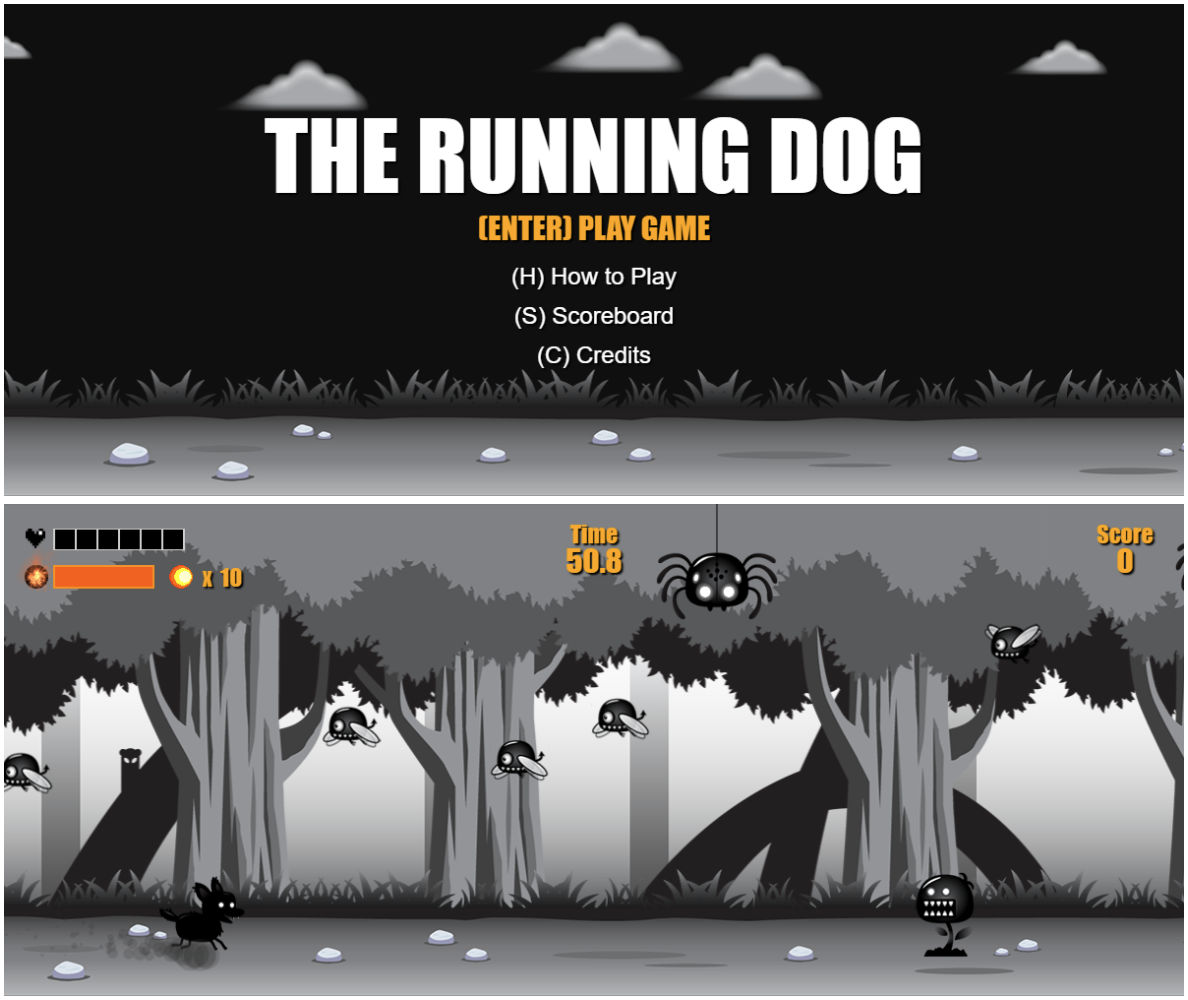 THE RUNNING DOG
(ENTER) PLAY GAME
(H) How to Play
(S) Scoreboard
(C) Credits
Time
50.8
Score
0
x 10